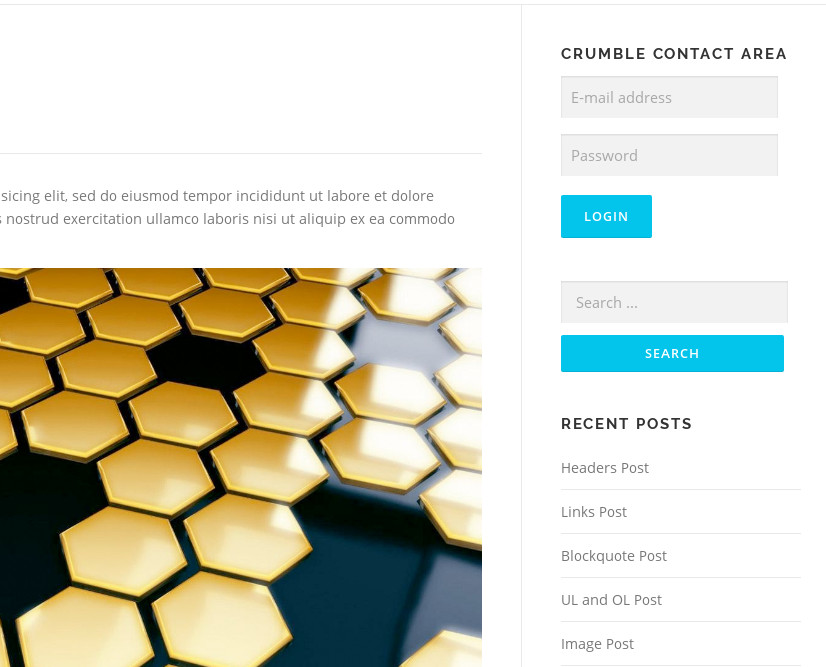 sicing elit, sed do eiusmod tempor incididunt ut labore et dolore
nostrud exercitation ullamco laboris nisi ut aliquip ex ea commodo
CRUMBLE CONTACT AREA
E-mail address
Password
LOGIN
Search ...
SEARCH
RECENT POSTS
Headers Post
Links Post
Blockquote Post
UL and OL Post
Image Post